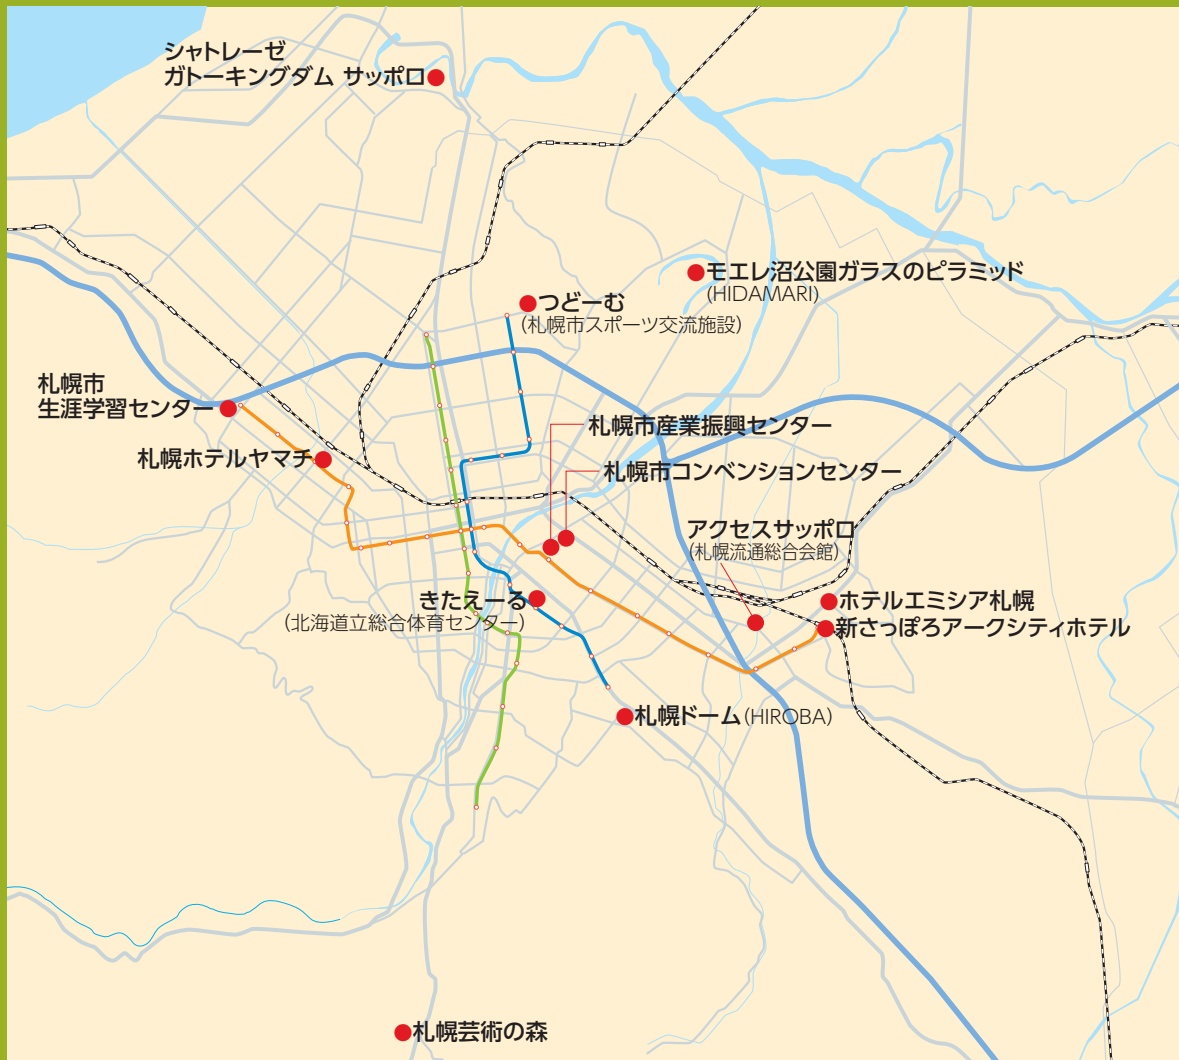 シャトレーゼ
ガトーキングダム サッポロ
モエレ沼公園ガラスのピラミッド
(HIDAMARI)
つどーむ
(札幌市スポーツ交流施設)
札幌市
生涯学習センター
札幌市産業振興センター
札幌ホテルヤマチ
札幌市コンベンションセンター
アクセスサッポロ
(札幌流通総合会館)
きたえーる
(北海道立総合体育センター)
ホテルエミシア札幌
新さっぽろアークシティホテル
札幌ドーム(HIROBA)
札幌芸術の森